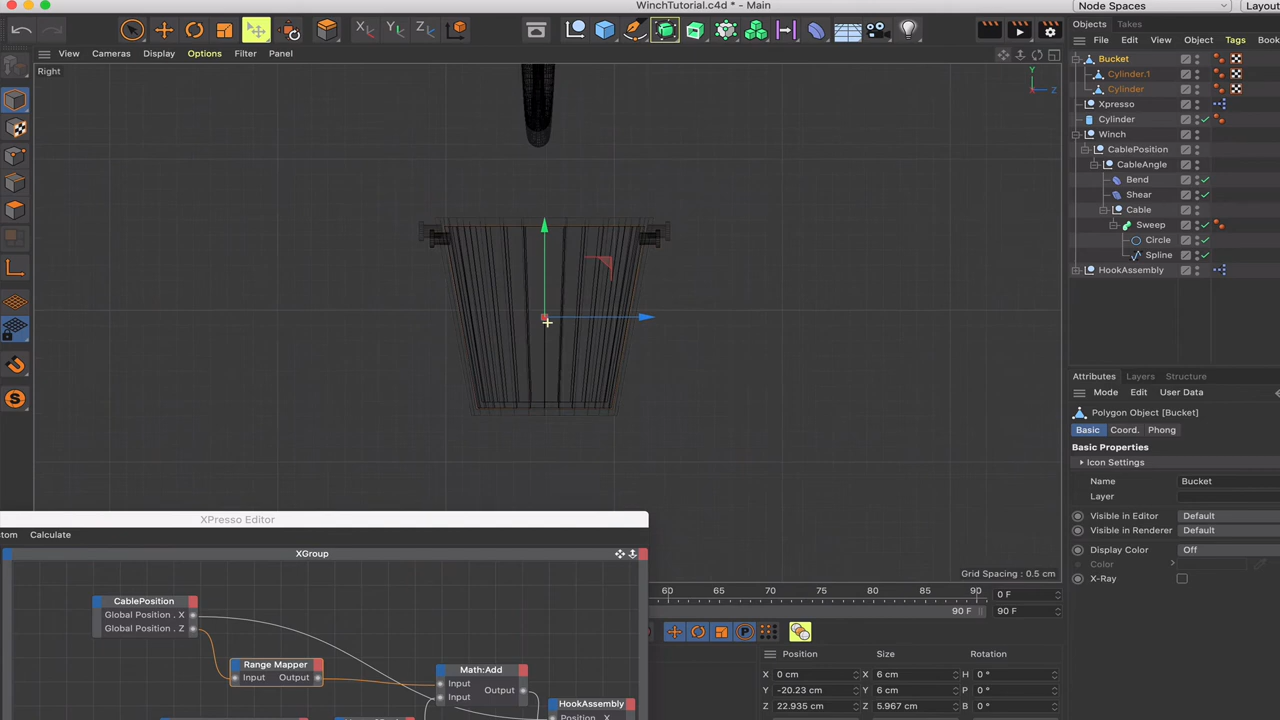 WinchTutorial.c4d * - Main
Node Spaces
Layou
View Cameras Display Options Filter Panel
Right
Y
Z
Objects Takes
File Edit View Object Tags Book
Bucket
Cylinder.1
Cylinder
Xpresso
Cylinder
Winch
CablePosition
CableAngle
Bend
Shear
Cable
Sweep
Circle
Spline
HookAssembly
Attributes Layers Structure
Mode Edit User Data
Polygon Object [Bucket]
Basic Coord. Phong
Basic Properties
Icon Settings
Name Bucket
Layer
Visible in Editor Default
Visible in Renderer Default
Display Color Off
Color
X-Ray
Grid Spacing : 0.5 cm
XPresso Editor
tom Calculate
XGroup
CablePosition
Global Position . X
Global Position . Z
Range Mapper
Input Output
Math:Add
Input
Output
Input
HookAssembly
Position . X
60 65 70 75 80 85 90
0 F
90 F
90 F
Position Size Rotation
X 0 cm X 6 cm H 0 °
Y -20.23 cm Y 6 cm P 0 °
Z 22.935 cm Z 5.967 cm B 0 °